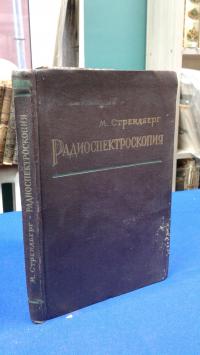 М. Стрендберг
Радиоспектроскопия
М. СТРЕНДБЕРГ - РАДИОСПЕКТРОСКОПИЯ